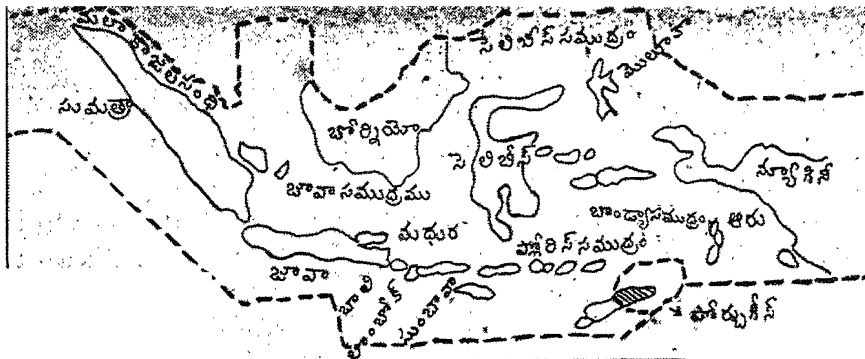 మలాకాజలసంధి
సెలిబీస్ సముద్రం
మొలూకా
సుమత్రా
బోర్నియో
సెలిబీస్
న్యూగినీ
జావాసముద్రము
బాండ్యాసముద్రం
ఆరు
మధుర
ఫ్లోరిస్ సముద్రం
జావా
బాలి
లాంబోక్
సుంబావా
పోర్చుగీస్